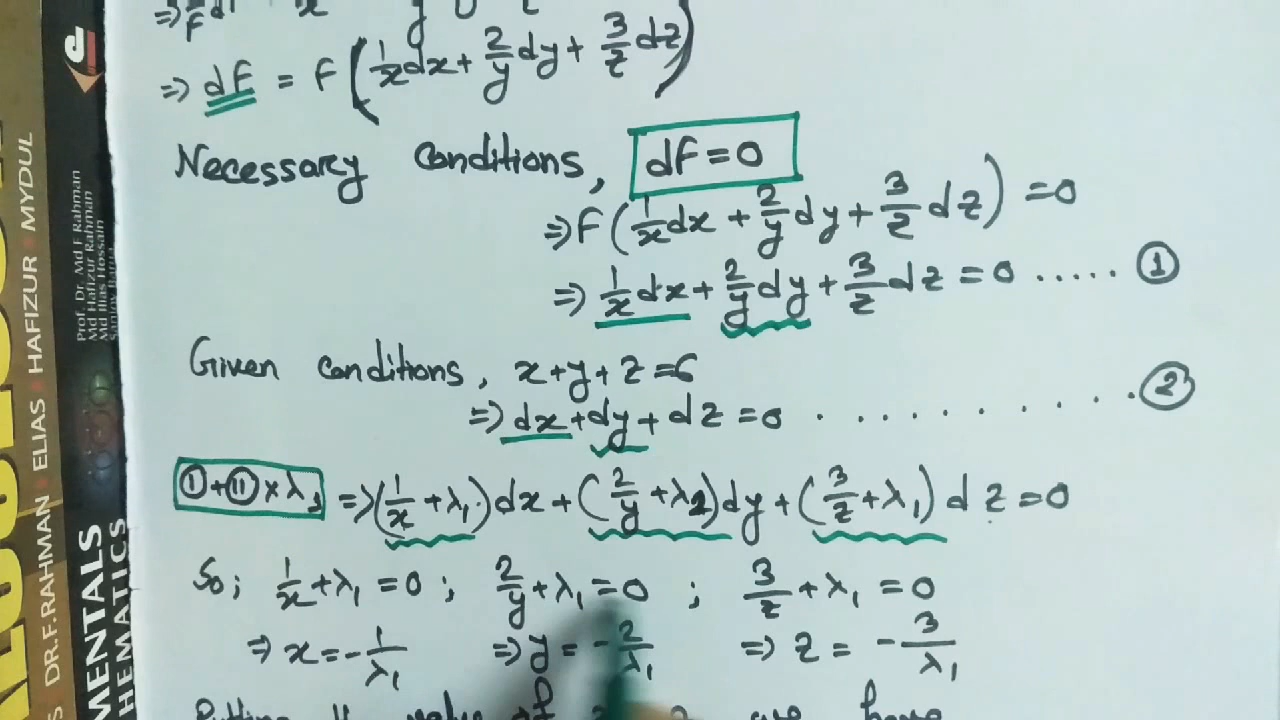 ⇒ dF = F (1/x dx + 2/y dy + 3/z dz)
Necessary conditions, dF = 0
⇒ F (1/x dx + 2/y dy + 3/z dz) = 0
⇒ 1/x dx + 2/y dy + 3/z dz = 0 ..... ①
Given conditions, x+y+z=6
⇒ dx+dy+dz=0 . . . . . . . . . . . ②
Ⓘ+Ⓘ︎Ⓘ × λ₁ ⇒ (1/x + λ₁) dx + (2/y + λ₂) dy + (3/z + λ₁) dz = 0
So; 1/x + λ₁ = 0 ; 2/y + λ₁ = 0 ; 3/z + λ₁ = 0
⇒ x = -1/λ₁ ⇒ y = -2/λ₁ ⇒ z = -3/λ₁
value of
have
DR.F.RAHMAN • ELIAS • HAFIZUR • MYDUL
MENTALS
HEMATICS
Prof. Dr. Md F Rahman
Md Hafizur Rahman
Md Ilias Hossain